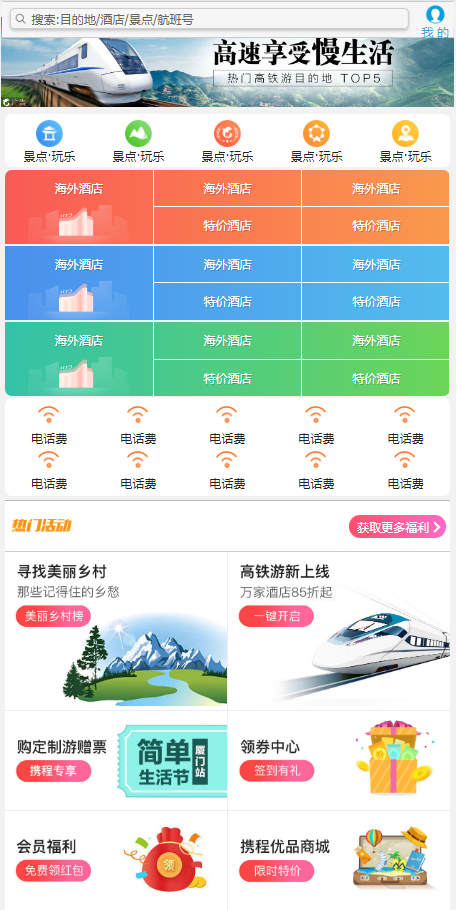 搜索:目的地/酒店/景点/航班号
我 的
高速享受慢生活
热门高铁游目的地 TOP5
景点·玩乐 景点·玩乐 景点·玩乐 景点·玩乐 景点·玩乐
海外酒店 海外酒店 海外酒店
特价酒店 特价酒店
海外酒店 海外酒店 海外酒店
特价酒店 特价酒店
海外酒店 海外酒店 海外酒店
特价酒店 特价酒店
电话费 电话费 电话费 电话费 电话费
电话费 电话费 电话费 电话费 电话费
热门活动
获取更多福利
寻找美丽乡村
那些记得住的乡愁
美丽乡村榜
高铁游新上线
万家酒店85折起
一键开启
购定制游赠票
携程专享
简单
生活节
厦门站
领券中心
签到有礼
会员福利
免费领红包
领
携程优品商城
限时特价